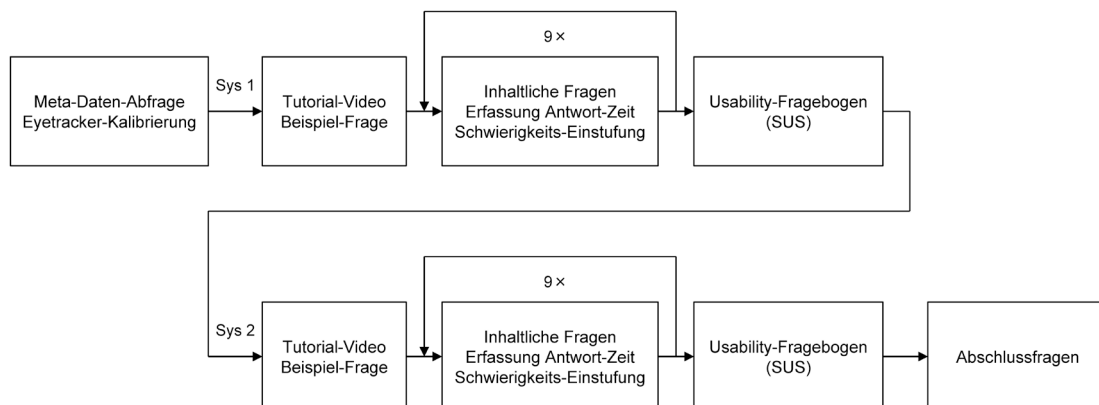 9 ×
Sys 1
Meta-Daten-Abfrage
Eyetracker-Kalibrierung
Tutorial-Video
Beispiel-Frage
Inhaltliche Fragen
Erfassung Antwort-Zeit
Schwierigkeits-Einstufung
Usability-Fragebogen
(SUS)
9 ×
Sys 2
Tutorial-Video
Beispiel-Frage
Inhaltliche Fragen
Erfassung Antwort-Zeit
Schwierigkeits-Einstufung
Usability-Fragebogen
(SUS)
Abschlussfragen